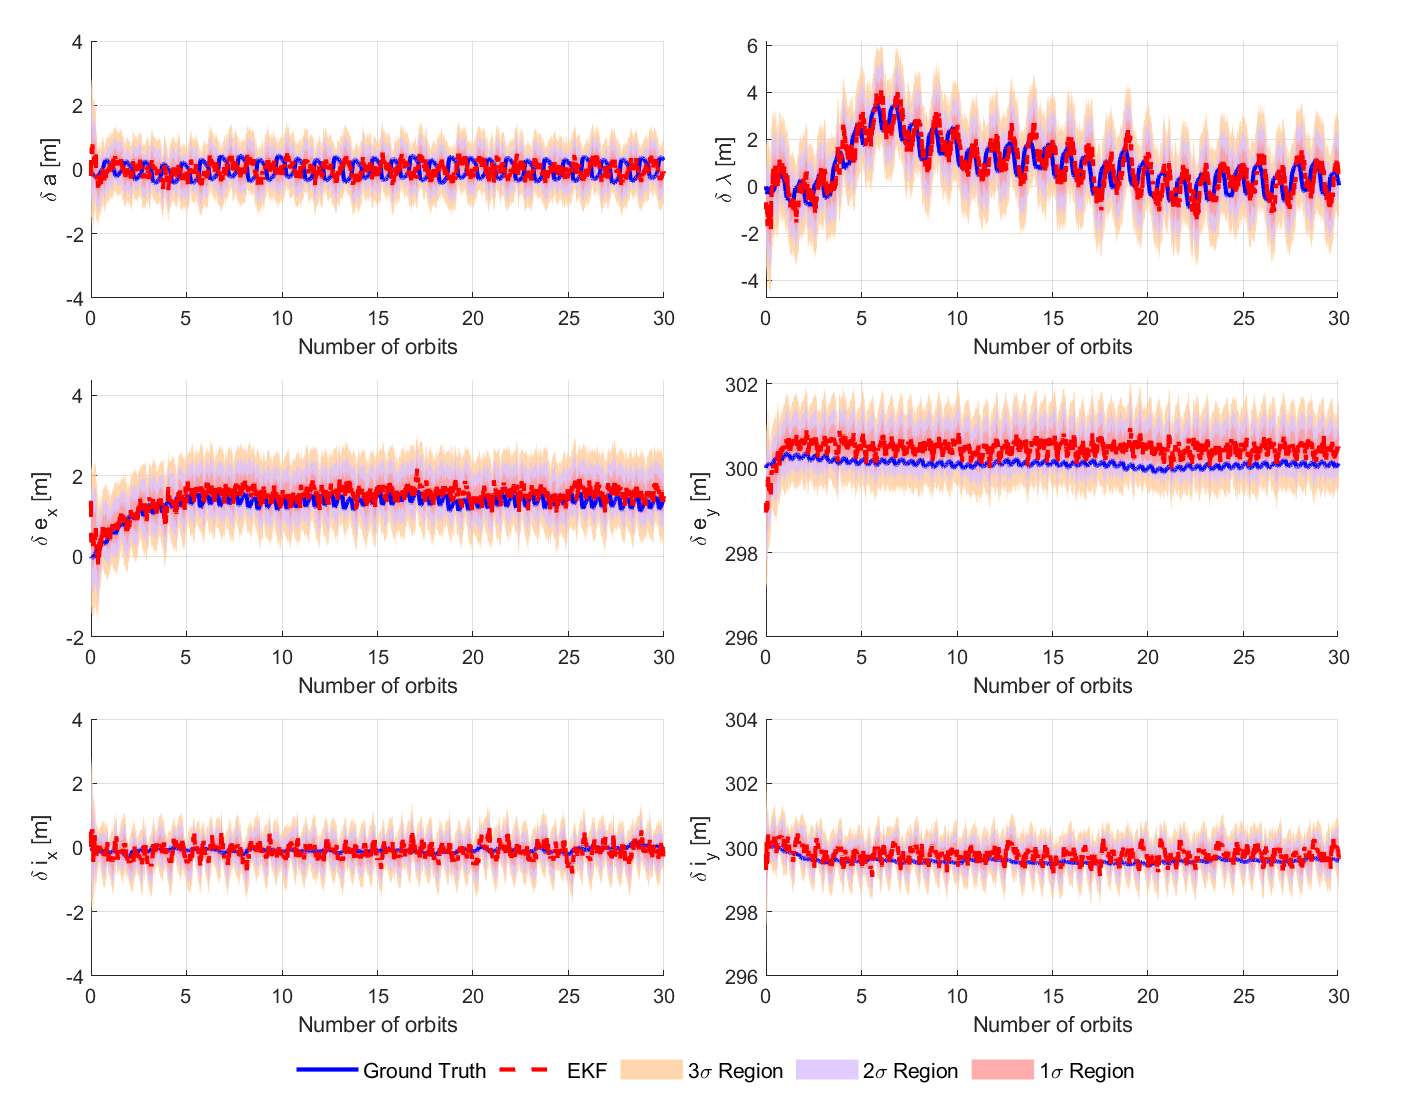 4
2
0
-2
-4
δ a [m]
0 5 10 15 20 25 30
Number of orbits
6
4
2
0
-2
-4
δ λ [m]
0 5 10 15 20 25 30
Number of orbits
4
2
0
-2
δ e_x [m]
0 5 10 15 20 25 30
Number of orbits
302
300
298
296
δ e_y [m]
0 5 10 15 20 25 30
Number of orbits
4
2
0
-2
-4
δ i_x [m]
0 5 10 15 20 25 30
Number of orbits
304
302
300
298
296
δ i_y [m]
0 5 10 15 20 25 30
Number of orbits
Ground Truth EKF 3σ Region 2σ Region 1σ Region